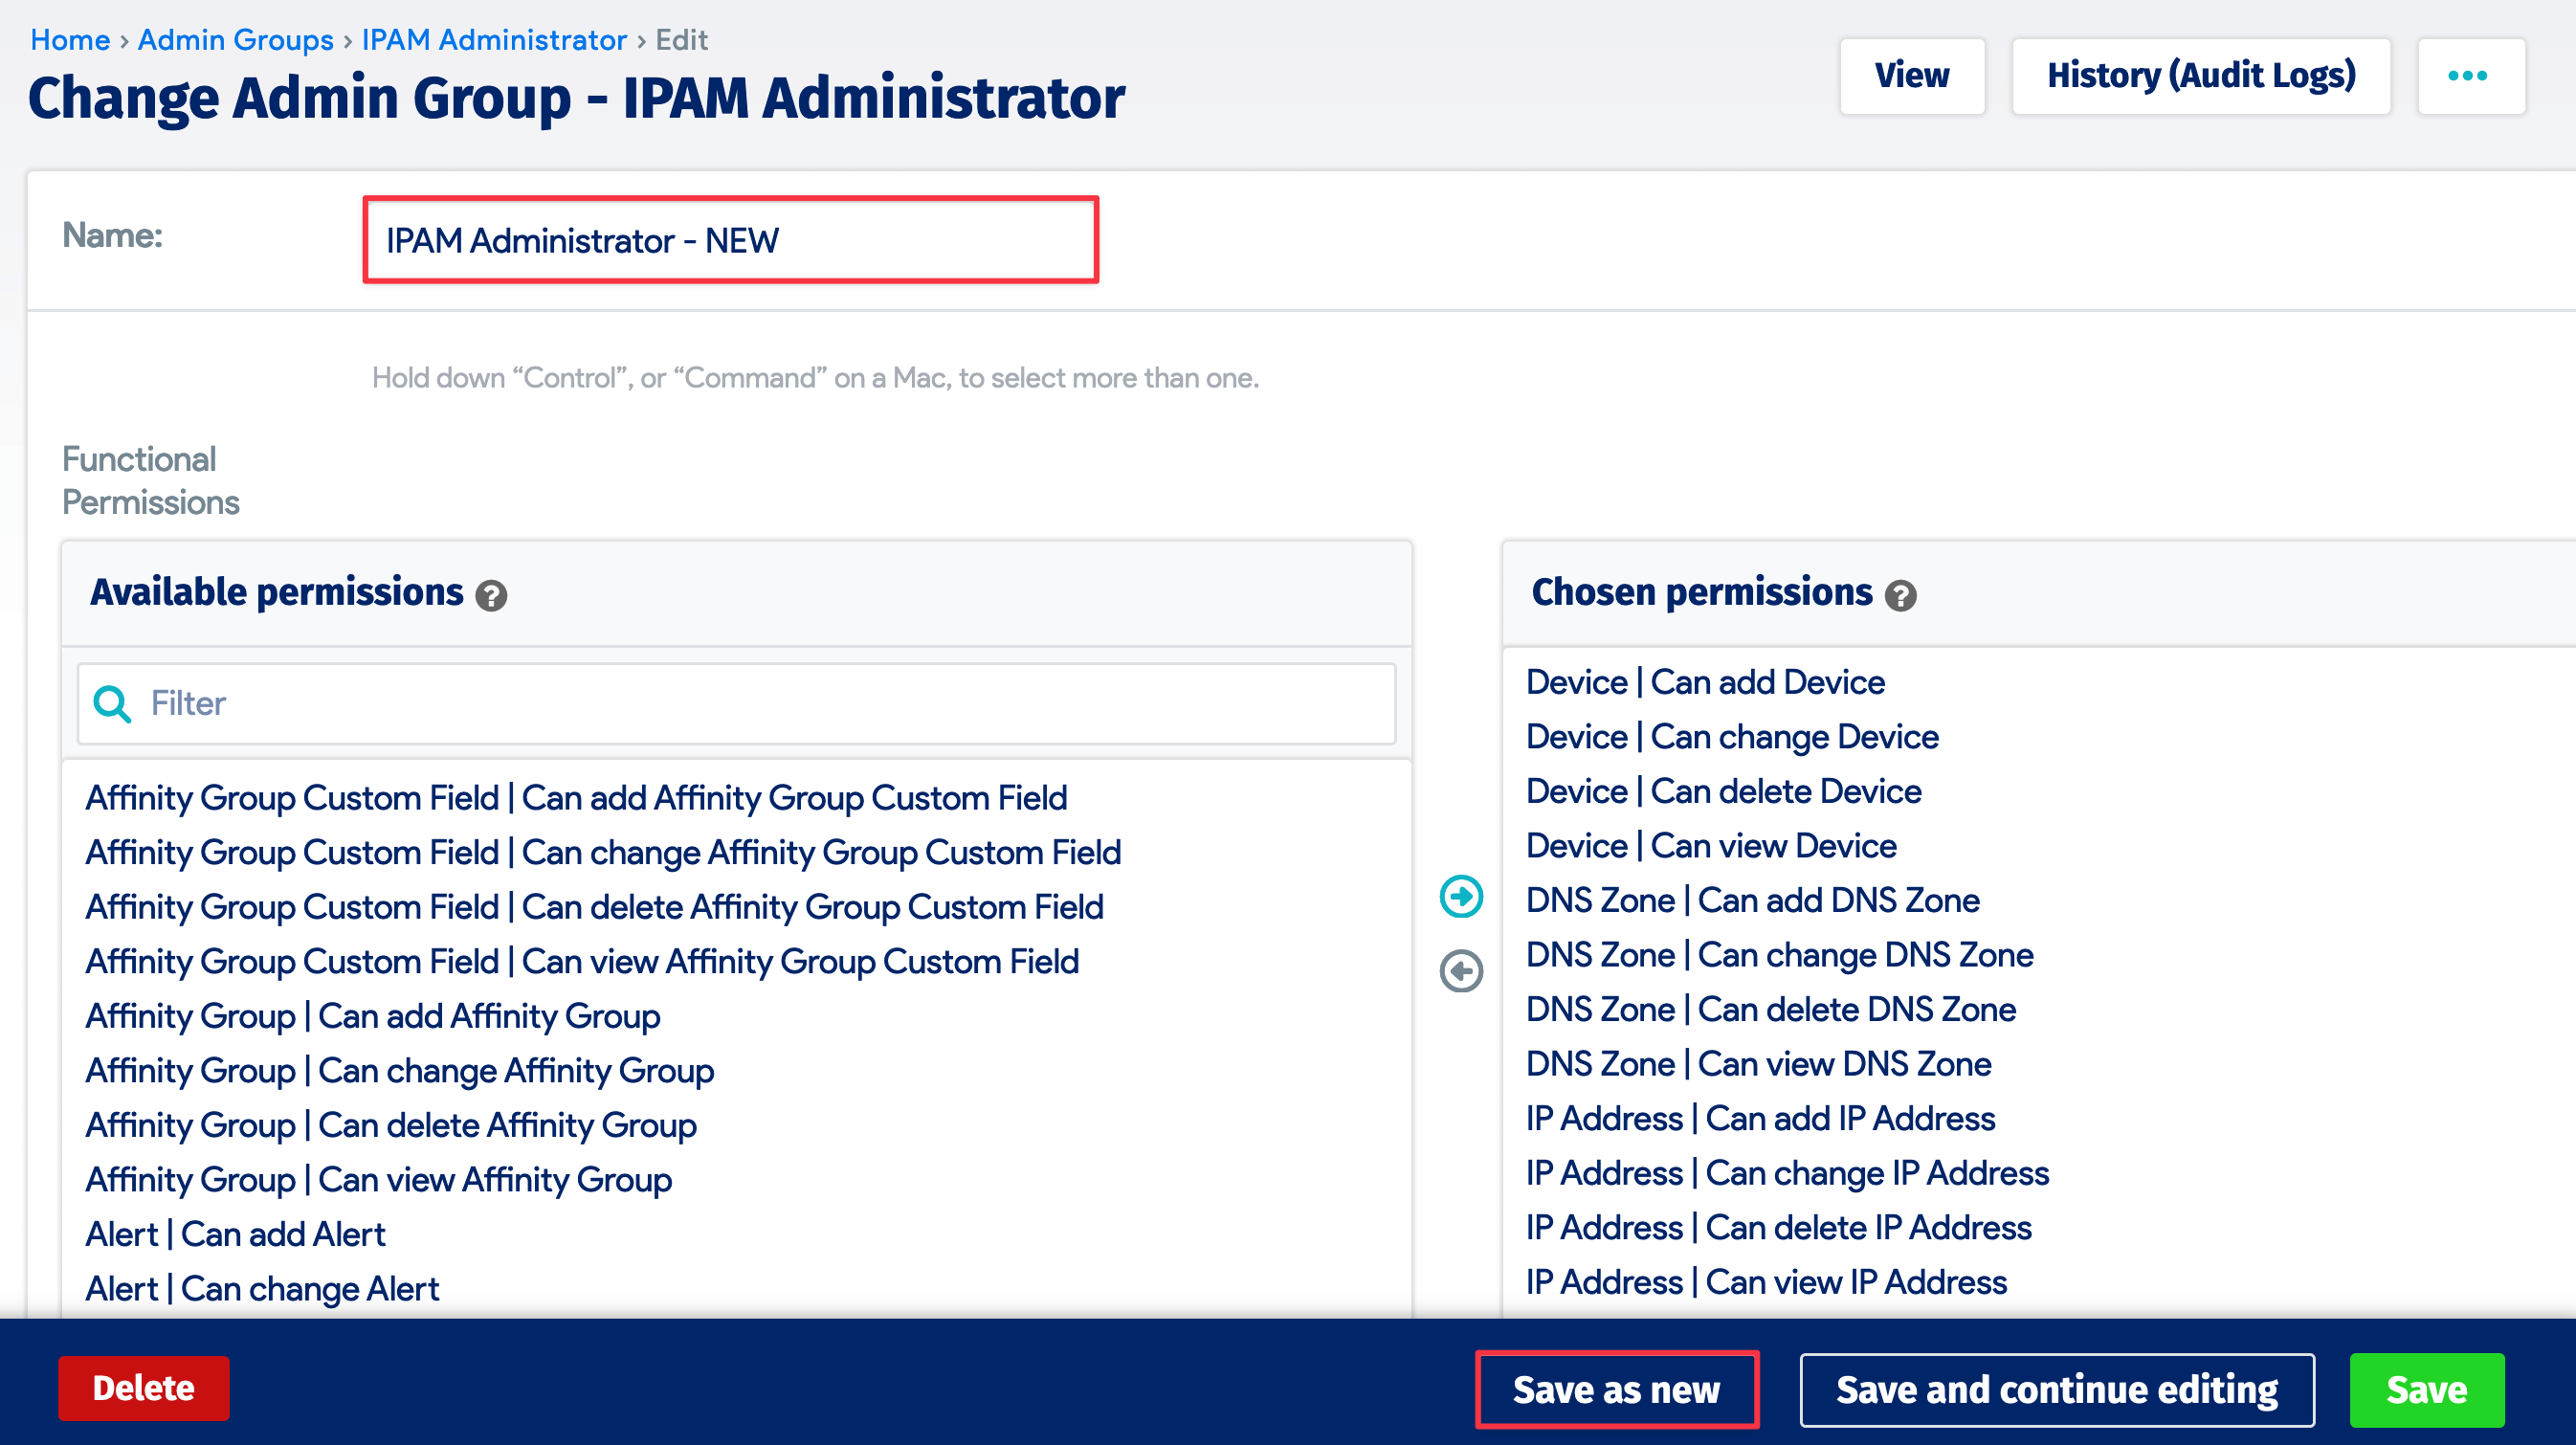 Home › Admin Groups › IPAM Administrator › Edit
Change Admin Group - IPAM Administrator
View
History (Audit Logs)
Name:
IPAM Administrator - NEW
Hold down “Control”, or “Command” on a Mac, to select more than one.
Functional
Permissions
Available permissions ?
Filter
Affinity Group Custom Field | Can add Affinity Group Custom Field
Affinity Group Custom Field | Can change Affinity Group Custom Field
Affinity Group Custom Field | Can delete Affinity Group Custom Field
Affinity Group Custom Field | Can view Affinity Group Custom Field
Affinity Group | Can add Affinity Group
Affinity Group | Can change Affinity Group
Affinity Group | Can delete Affinity Group
Affinity Group | Can view Affinity Group
Alert | Can add Alert
Alert | Can change Alert
Chosen permissions ?
Device | Can add Device
Device | Can change Device
Device | Can delete Device
Device | Can view Device
DNS Zone | Can add DNS Zone
DNS Zone | Can change DNS Zone
DNS Zone | Can delete DNS Zone
DNS Zone | Can view DNS Zone
IP Address | Can add IP Address
IP Address | Can change IP Address
IP Address | Can delete IP Address
IP Address | Can view IP Address
Delete
Save as new
Save and continue editing
Save